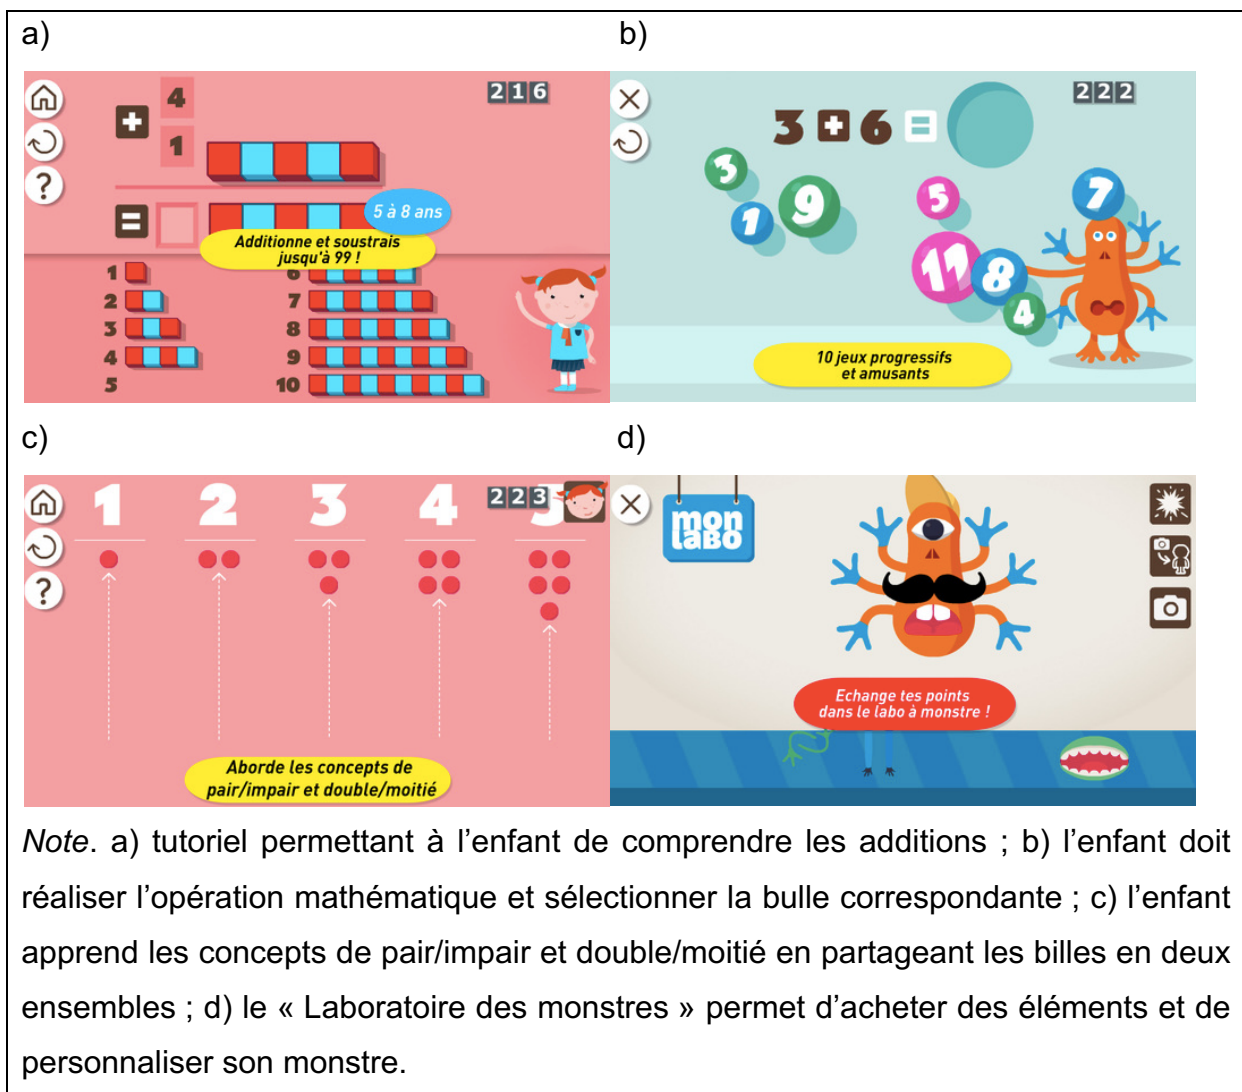 a)
b)
4
+
1
216
=
5 à 8 ans
Additionne et soustrais
jusqu'à 99 !
?
1
2
3
4
5
6
7
8
9
10
222
3 + 6 =
3
1
9
5
7
11
8
4
10 jeux progressifs
et amusants
c)
d)
1 2 3 4 5
223
?
Aborde les concepts de
pair/impair et double/moitié
mon
laBO
Echange tes points
dans le labo à monstre !
Note. a) tutoriel permettant à l’enfant de comprendre les additions ; b) l’enfant doit
réaliser l’opération mathématique et sélectionner la bulle correspondante ; c) l’enfant
apprend les concepts de pair/impair et double/moitié en partageant les billes en deux
ensembles ; d) le « Laboratoire des monstres » permet d’acheter des éléments et de
personnaliser son monstre.